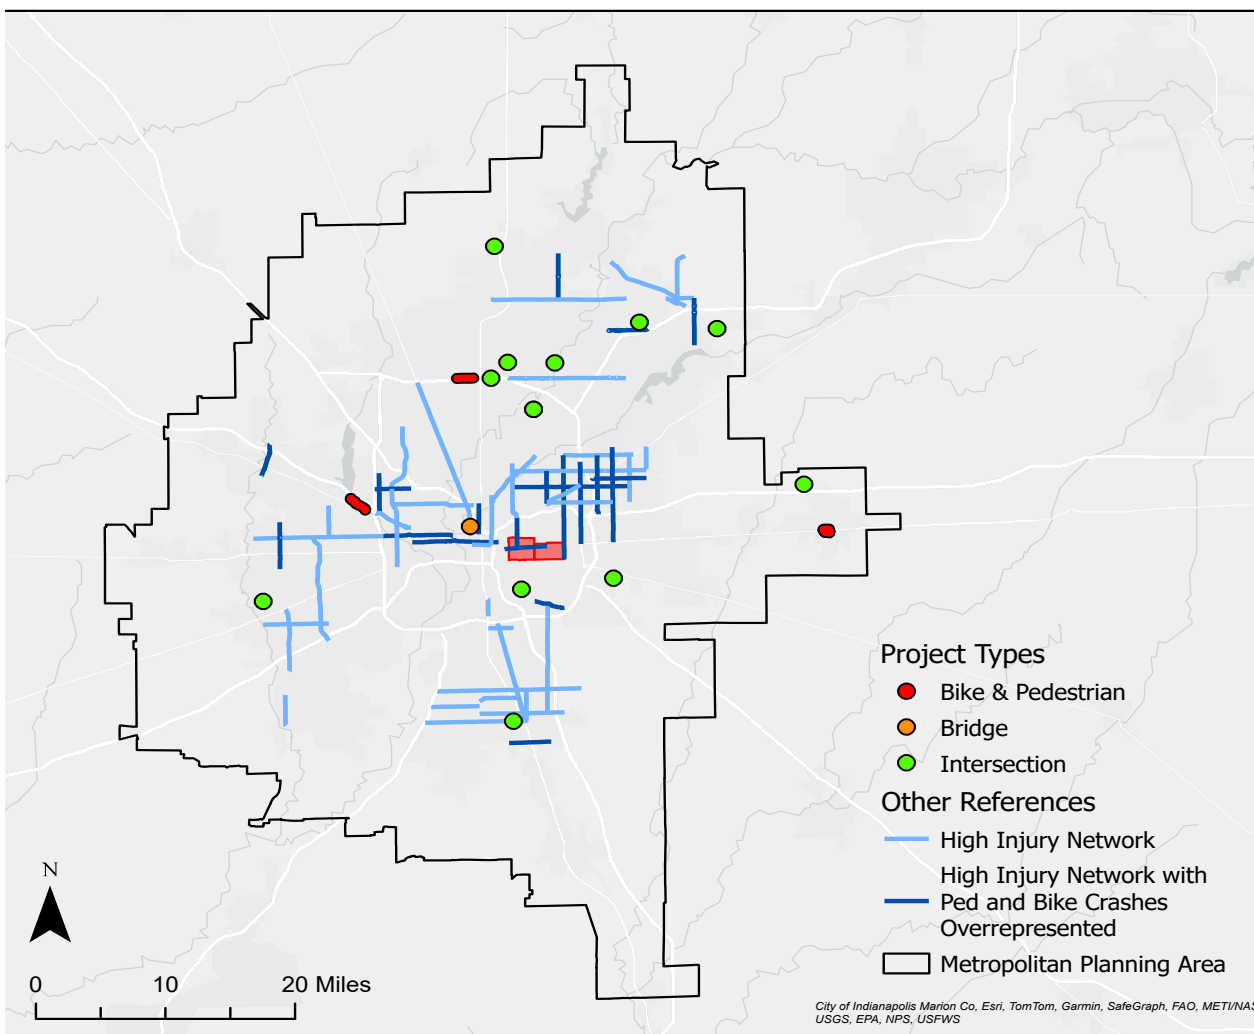 Project Types
Bike & Pedestrian
Bridge
Intersection
Other References
High Injury Network
High Injury Network with
Ped and Bike Crashes
Overrepresented
Metropolitan Planning Area
N
0 10 20 Miles
City of Indianapolis Marion Co, Esri, TomTom, Garmin, SafeGraph, FAO, METI/NAS
USGS, EPA, NPS, USFWS